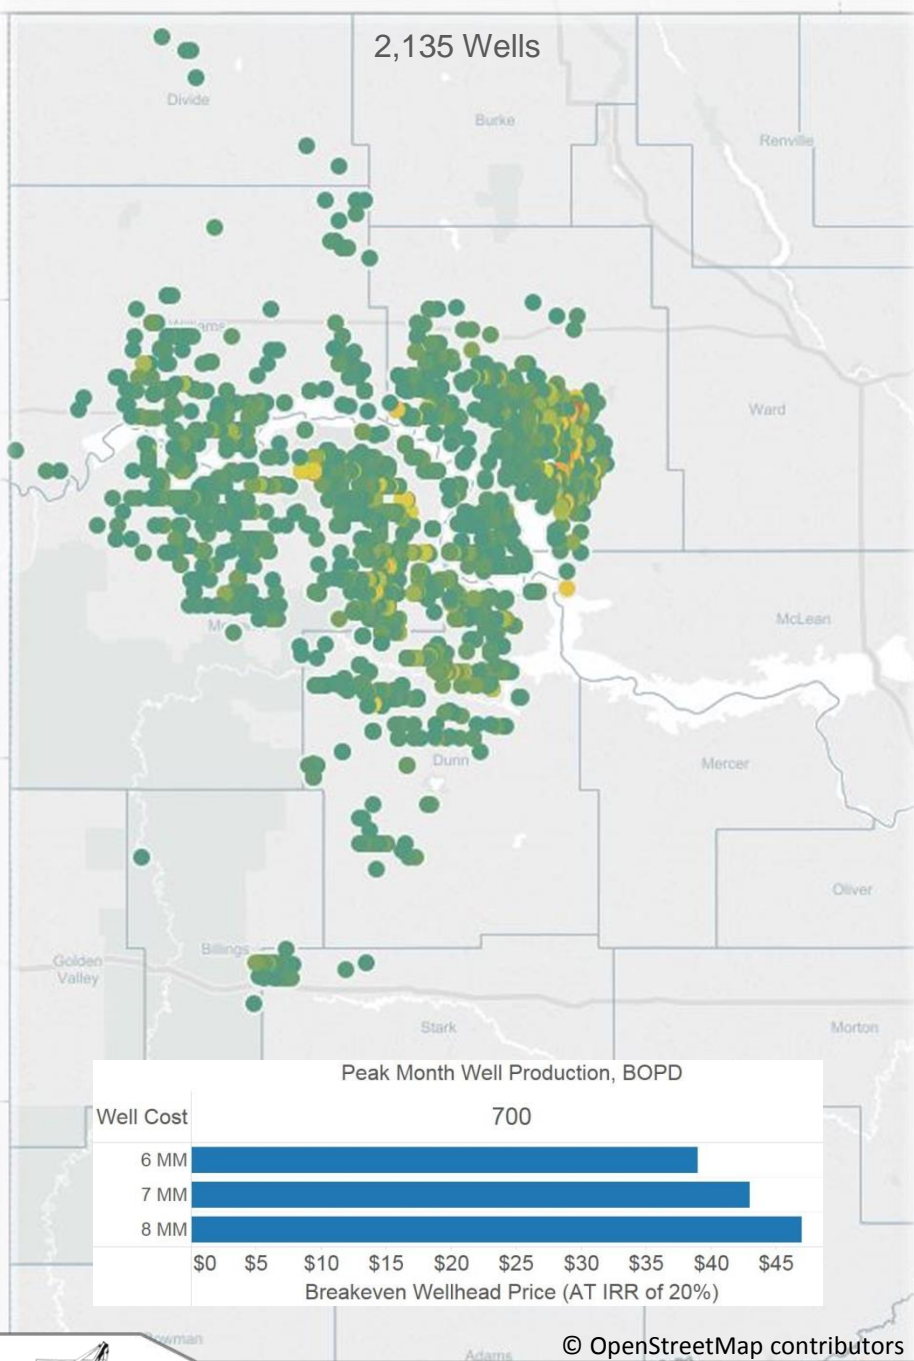 2,135 Wells
Divide
Burke
Renville
Williams
Ward
McLean
Dunn
Mercer
Oliver
Billings
Golden
Valley
Stark
Morton
Peak Month Well Production, BOPD
Well Cost
700
6 MM
7 MM
8 MM
$0 $5 $10 $15 $20 $25 $30 $35 $40 $45
Breakeven Wellhead Price (AT IRR of 20%)
© OpenStreetMap contributors
Adams